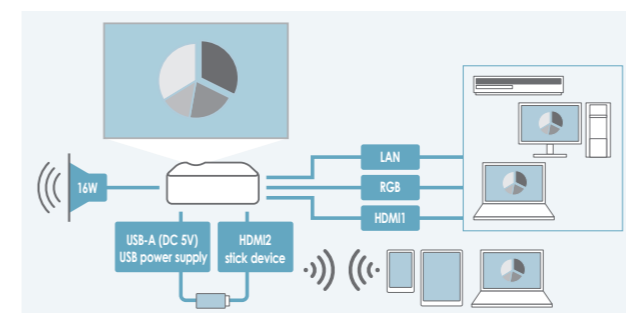 LAN
16W
RGB
HDMI1
USB-A (DC 5V)
USB power supply
HDMI2
stick device